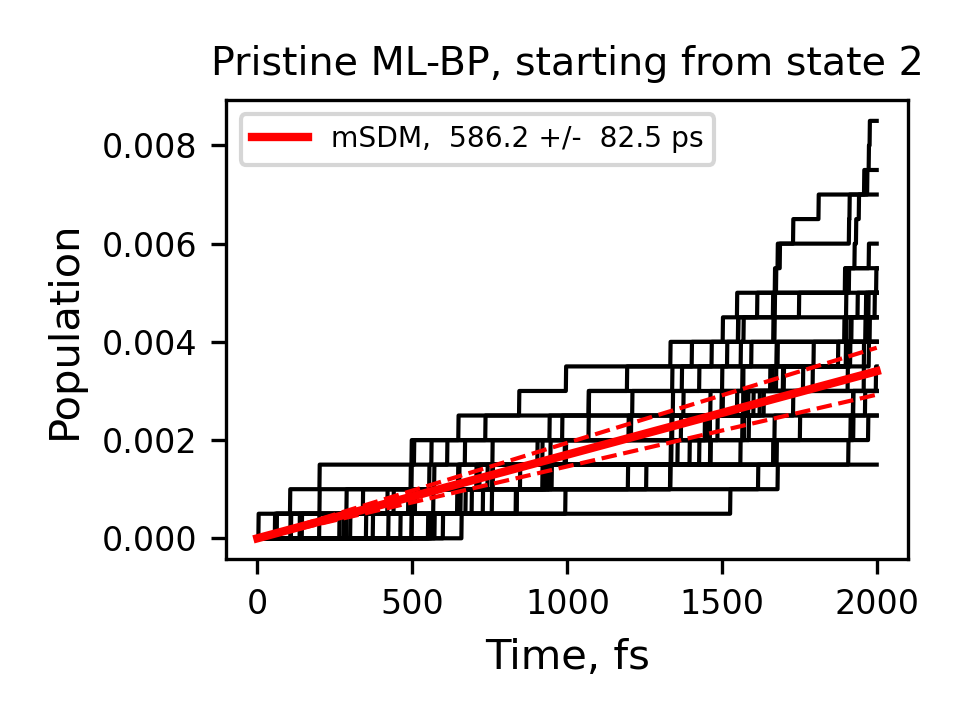 Pristine ML-BP, starting from state 2
mSDM,  586.2 +/-  82.5 ps
0.008
0.006
0.004
0.002
0.000
Population
0 500 1000 1500 2000
Time, fs